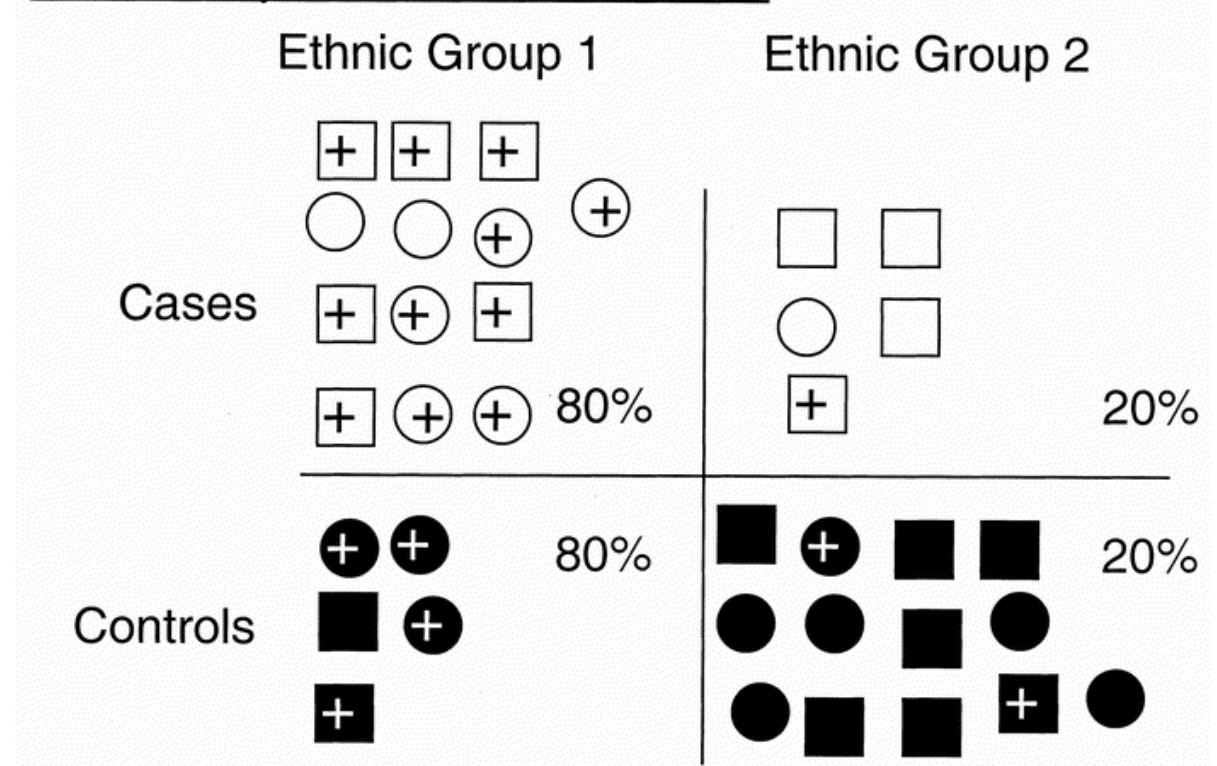 Ethnic Group 1
Ethnic Group 2
Cases
+ + +
+
+
+ + +
+ + + 80%
+ 20%
Controls
+ + 80%
+ 20%
+
+
+